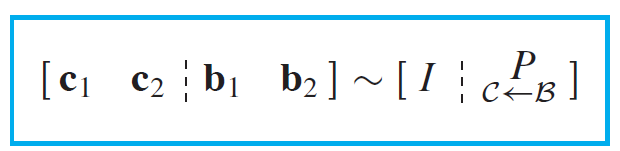 [ c₁ c₂ ¦ b₁ b₂ ] ~ [ I ¦ P 𝒞←ℬ ]